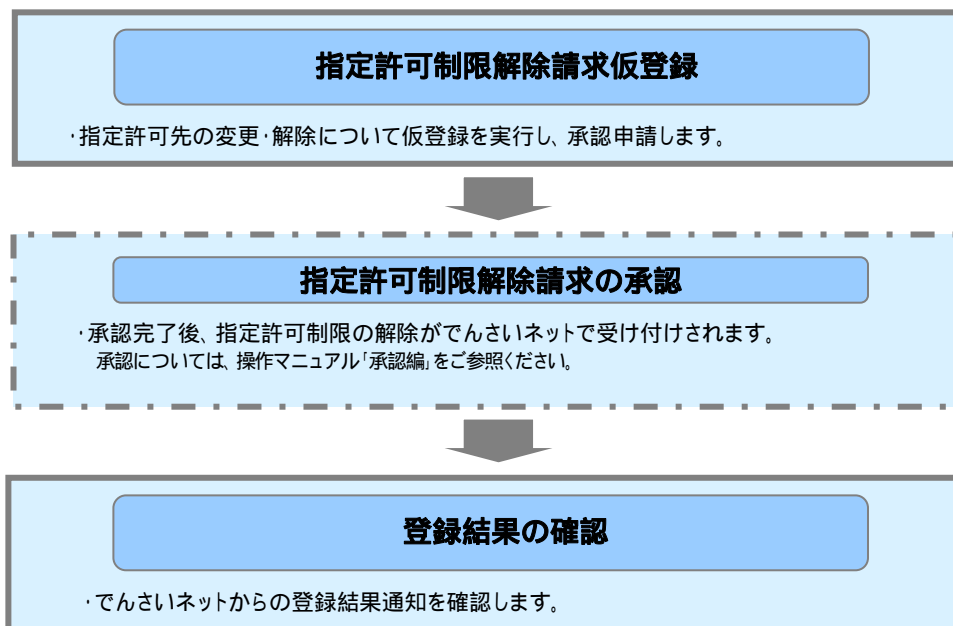 指定許可制限解除請求仮登録
・指定許可先の変更・解除について仮登録を実行し、承認申請します。
指定許可制限解除請求の承認
・承認完了後、指定許可制限の解除がでんさいネットで受け付けされます。
承認については、操作マニュアル「承認編」をご参照ください。
登録結果の確認
・でんさいネットからの登録結果通知を確認します。